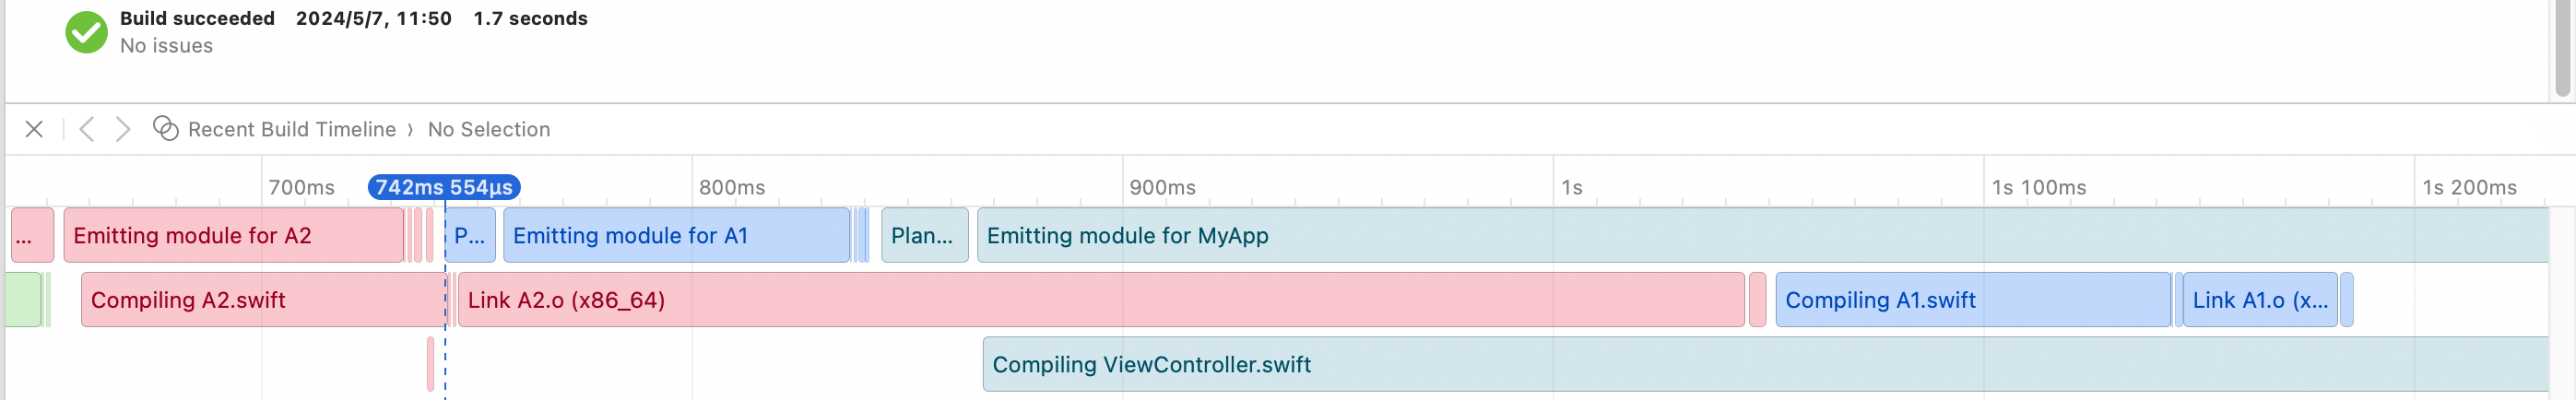 Build succeeded 2024/5/7, 11:50 1.7 seconds
No issues
Recent Build Timeline › No Selection
700ms 742ms 554µs 800ms 900ms 1s 1s 100ms 1s 200ms
... Emitting module for A2 P... Emitting module for A1 Plan... Emitting module for MyApp
Compiling A2.swift Link A2.o (x86_64) Compiling A1.swift Link A1.o (x...
Compiling ViewController.swift